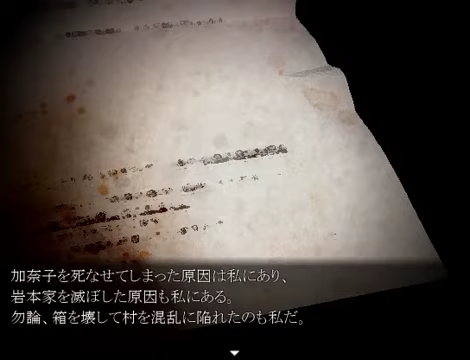 加奈子を死なせてしまった原因は私にあり、
岩本家を滅ぼした原因も私にある。
勿論、箱を壊して村を混乱に陥れたのも私だ。